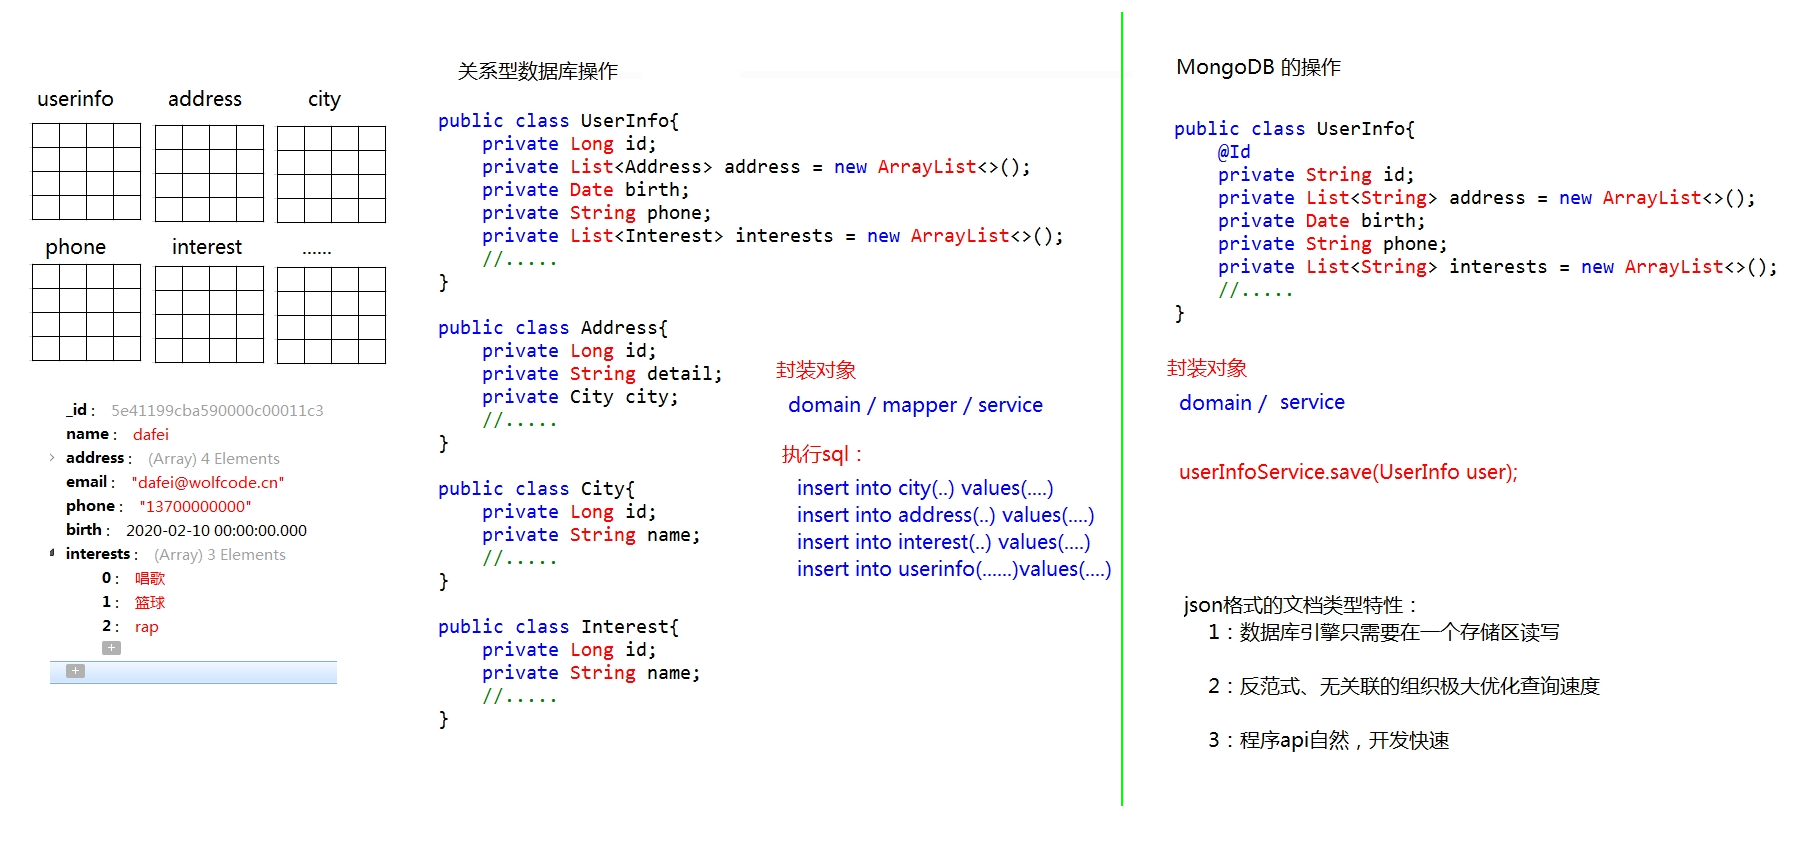 userinfo
address
city
phone
interest
......
_id： 5e41199cba590000c00011c3
name： dafei
address： (Array) 4 Elements
email： "dafei@wolfcode.cn"
phone： "13700000000"
birth： 2020-02-10 00:00:00.000
interests： (Array) 3 Elements
0： 唱歌
1： 篮球
2： rap
关系型数据库操作
public class UserInfo{
    private Long id;
    private List<Address> address = new ArrayList<>();
    private Date birth;
    private String phone;
    private List<Interest> interests = new ArrayList<>();
    //.....
}
public class Address{
    private Long id;
    private String detail;
    private City city;
    //.....
}
public class City{
    private Long id;
    private String name;
    //.....
}
public class Interest{
    private Long id;
    private String name;
    //.....
}
封装对象
domain / mapper / service
执行sql：
insert into city(..) values(....)
insert into address(..) values(....)
insert into interest(..) values(....)
insert into userinfo(......)values(....)
MongoDB 的操作
public class UserInfo{
    @Id
    private String id;
    private List<String> address = new ArrayList<>();
    private Date birth;
    private String phone;
    private List<String> interests = new ArrayList<>();
    //.....
}
封装对象
domain / service
userInfoService.save(UserInfo user);
json格式的文档类型特性：
1：数据库引擎只需要在一个存储区读写
2：反范式、无关联的组织极大优化查询速度
3：程序api自然，开发快速